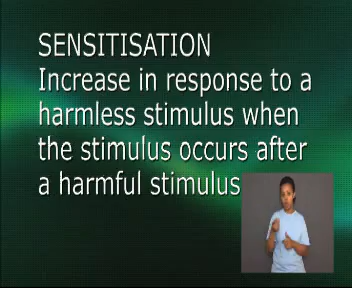 SENSITISATION
Increase in response to a
harmless stimulus when
the stimulus occurs after
a harmful stimulus